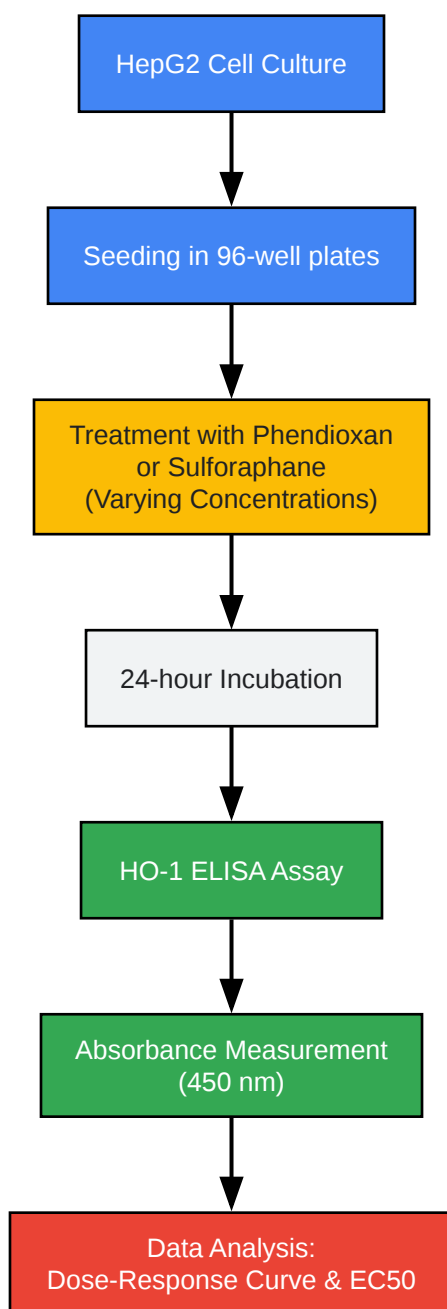 HepG2 Cell Culture
Seeding in 96-well plates
Treatment with Phendioxan
or Sulforaphane
(Varying Concentrations)
24-hour Incubation
HO-1 ELISA Assay
Absorbance Measurement
(450 nm)
Data Analysis:
Dose-Response Curve & EC50